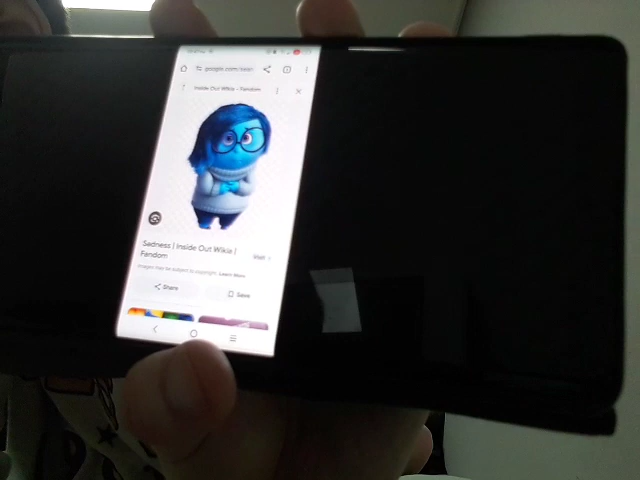 google.com/sear
Inside Out Wikia - Fandom
Sadness | Inside Out Wikia |
Fandom
Visit
Images may be subject to copyright. Learn More
Share
Save